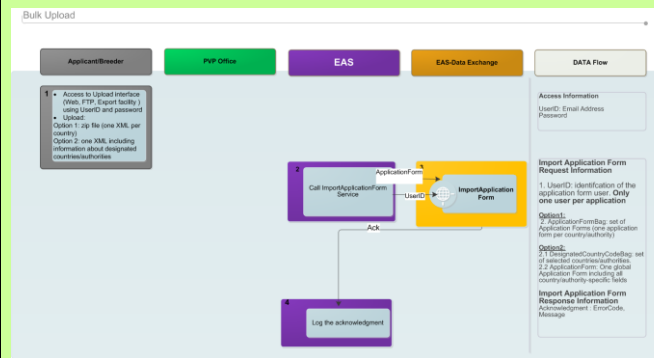 Bulk Upload
Applicant/Breeder
PVP Office
EAS
EAS-Data Exchange
DATA Flow
1
• Access to Upload interface
(Web, FTP, Export facility )
using UserID and password
• Upload:
Option 1: zip file (one XML per
country)
Option 2: one XML including
information about designated
countries/authorities
Access Information
UserID: Email Address
Password
2
Call ImportApplicationForm
Service
ApplicationForm
UserID
3
ImportApplication
Form
Ack
4
Log the acknowledgment
Import Application Form
Request Information
1. UserID: identifcation of the
application form user. Only
one user per application
Option1:
2. ApplicationFormBag: set of
Application Forms (one application
form per country/authority)
Option2:
2.1 DesignatedCountryCodeBag: set
of selected countries/authorities.
2.2 ApplicationForm: One global
Application Form including all
country/authority-specific fields
Import Application Form
Response Information
Acknowledgment : ErrorCode,
Message